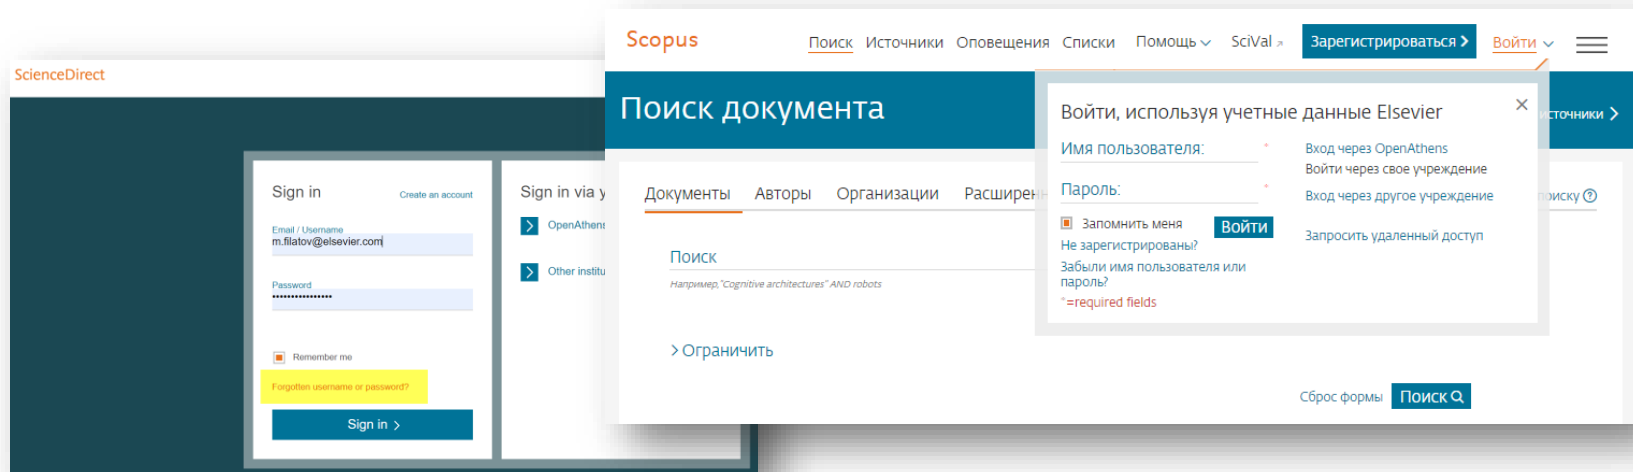 ScienceDirect
Sign in
Create an account
Email / Username
m.filatov@elsevier.com
Password
••••••••••••••••
Remember me
Forgotten username or password?
Sign in >
Sign in via y
OpenAthens
Other institu
Scopus
Поиск Источники Оповещения Списки Помощь SciVal Зарегистрироваться Войти
Поиск документа
источники
Документы Авторы Организации Расширен
поиску
Поиск
Например, "Cognitive architectures" AND robots
Ограничить
Сброс формы Поиск
Войти, используя учетные данные Elsevier
Имя пользователя: *
Пароль: *
Запомнить меня
Войти
Не зарегистрированы?
Забыли имя пользователя или
пароль?
*=required fields
Вход через OpenAthens
Войти через свое учреждение
Вход через другое учреждение
Запросить удаленный доступ